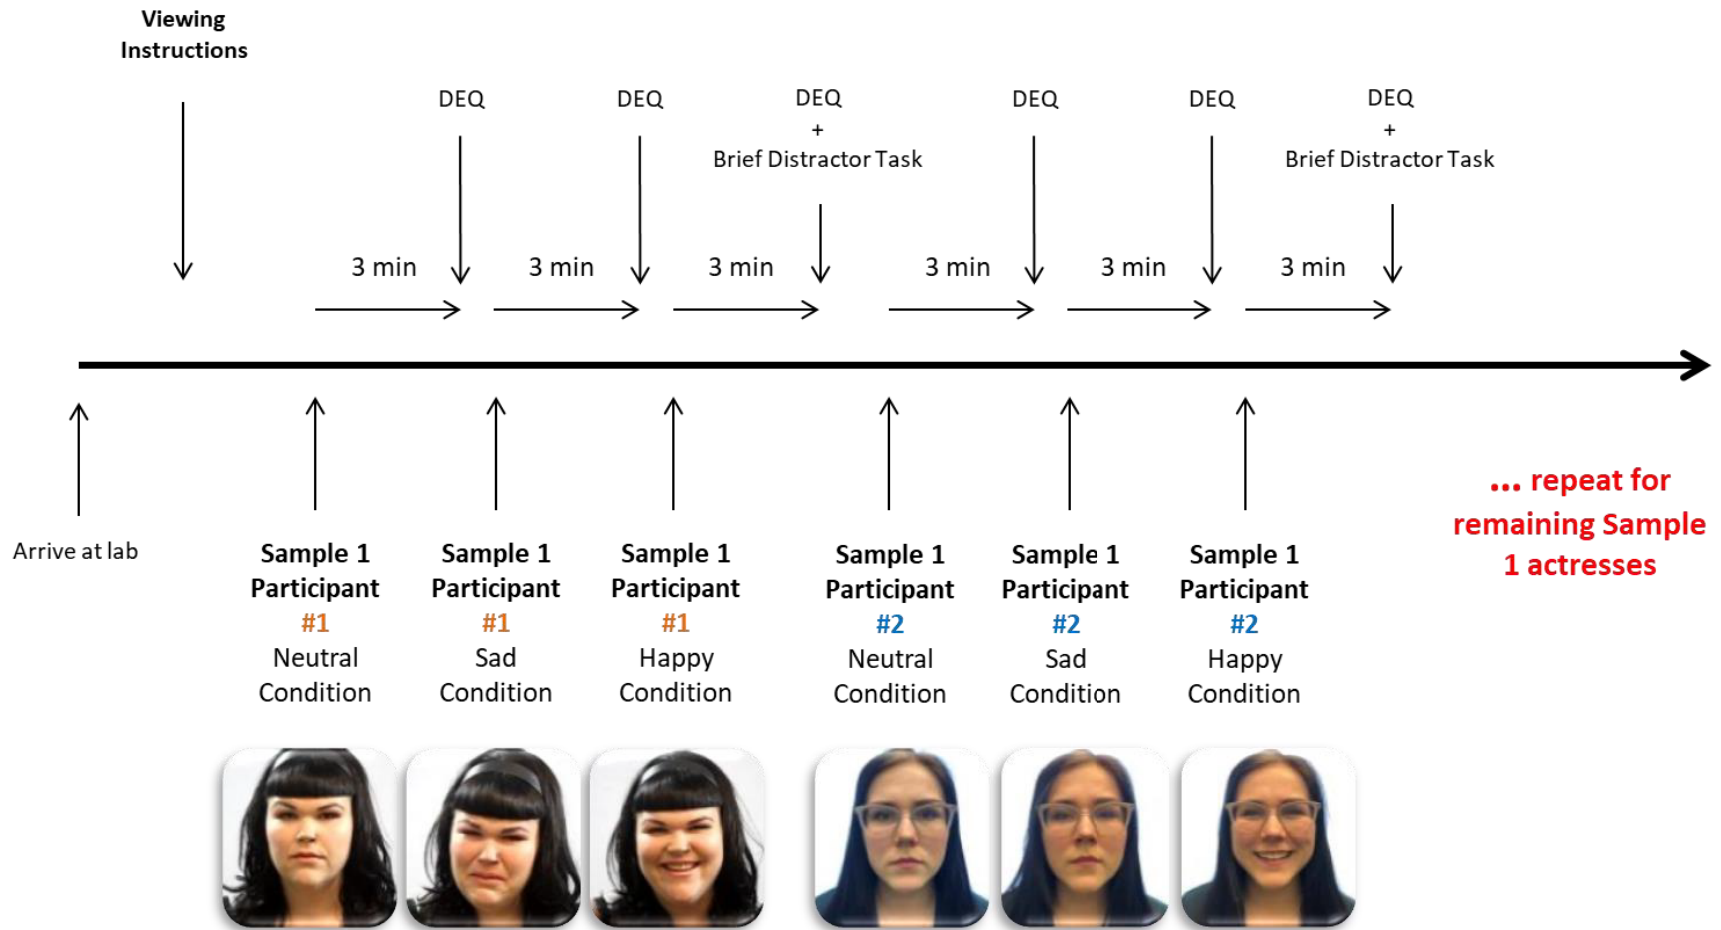 Viewing
Instructions
DEQ
DEQ
DEQ
+
Brief Distractor Task
DEQ
DEQ
DEQ
+
Brief Distractor Task
3 min
3 min
3 min
3 min
3 min
3 min
Arrive at lab
Sample 1
Participant
#1
Neutral
Condition
Sample 1
Participant
#1
Sad
Condition
Sample 1
Participant
#1
Happy
Condition
Sample 1
Participant
#2
Neutral
Condition
Sample 1
Participant
#2
Sad
Condition
Sample 1
Participant
#2
Happy
Condition
... repeat for
remaining Sample
1 actresses